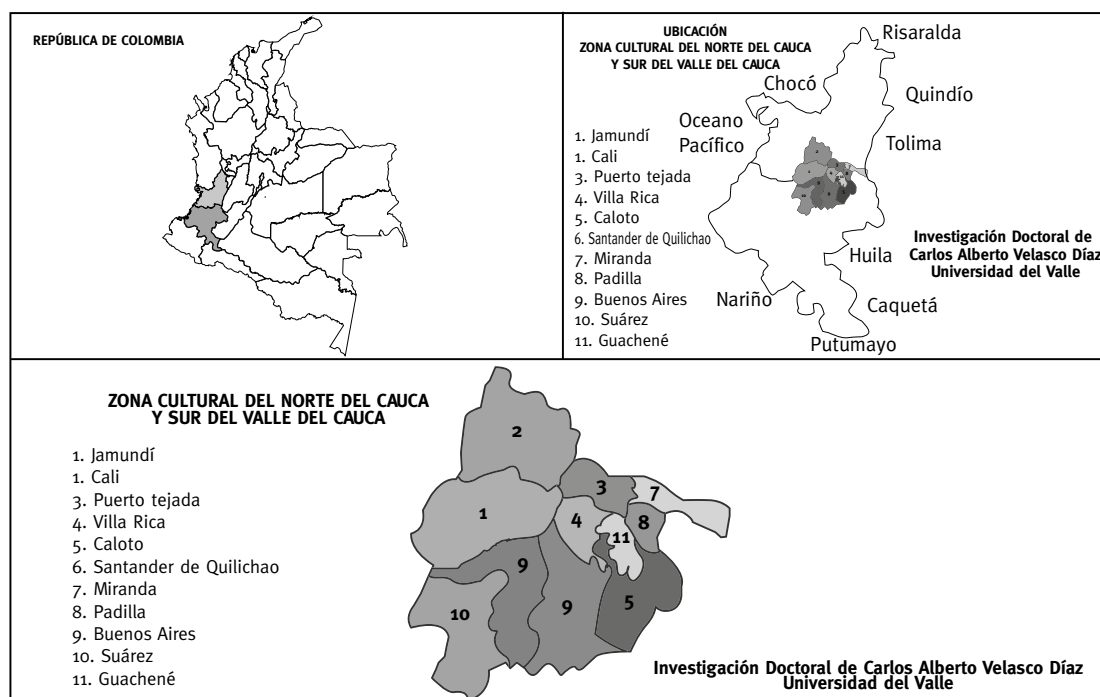 REPÚBLICA DE COLOMBIA
UBICACIÓN
ZONA CULTURAL DEL NORTE DEL CAUCA
Y SUR DEL VALLE DEL CAUCA
Risaralda
Chocó
Quindío
Oceano
Pacífico
Tolima
1. Jamundí
1. Cali
3. Puerto tejada
4. Villa Rica
5. Caloto
6. Santander de Quilichao
7. Miranda
8. Padilla
9. Buenos Aires
10. Suárez
11. Guachené
Huila
Investigación Doctoral de
Carlos Alberto Velasco Díaz
Universidad del Valle
Nariño
Caquetá
Putumayo
ZONA CULTURAL DEL NORTE DEL CAUCA
Y SUR DEL VALLE DEL CAUCA
1. Jamundí
1. Cali
3. Puerto tejada
4. Villa Rica
5. Caloto
6. Santander de Quilichao
7. Miranda
8. Padilla
9. Buenos Aires
10. Suárez
11. Guachené
2
3
7
1
4
8
11
9
10
9
5
Investigación Doctoral de Carlos Alberto Velasco Díaz
Universidad del Valle